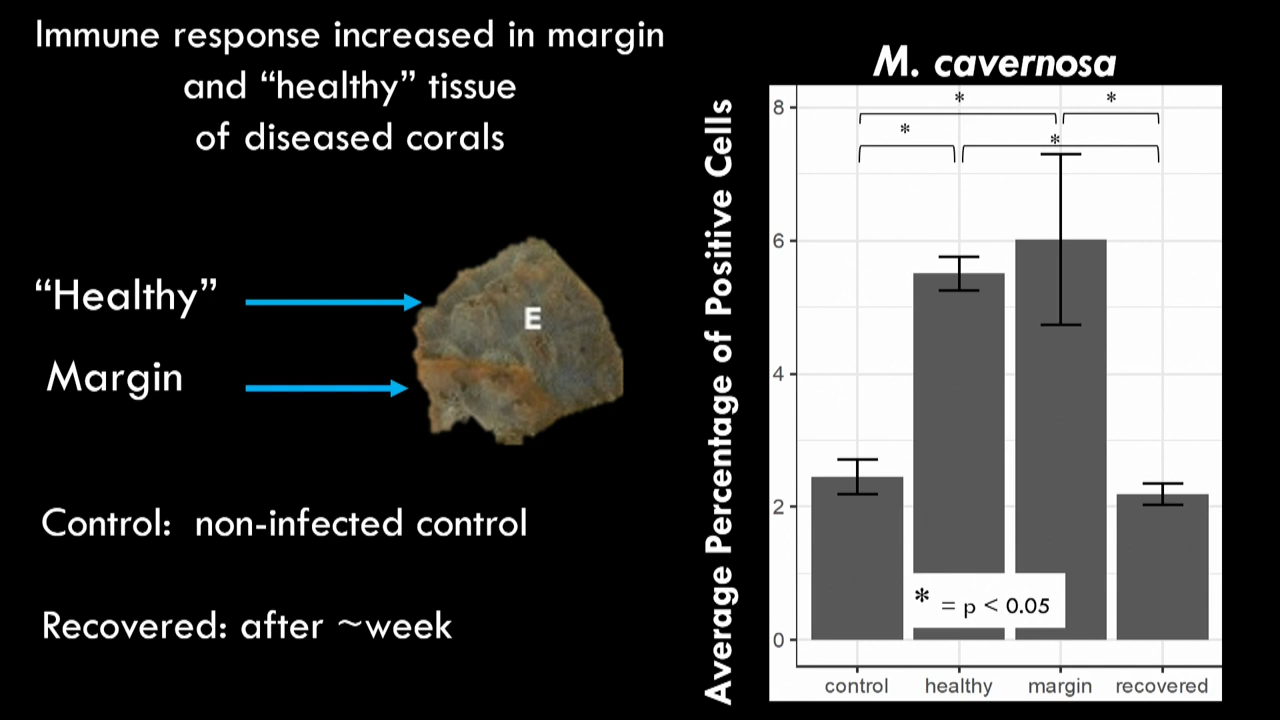 Immune response increased in margin
and “healthy” tissue
of diseased corals
“Healthy”
Margin
E
Control: non-infected control
Recovered: after ~week
M. cavernosa
Average Percentage of Positive Cells
8
6
4
2
0
*
*
*
*
* = p < 0.05
control healthy margin recovered